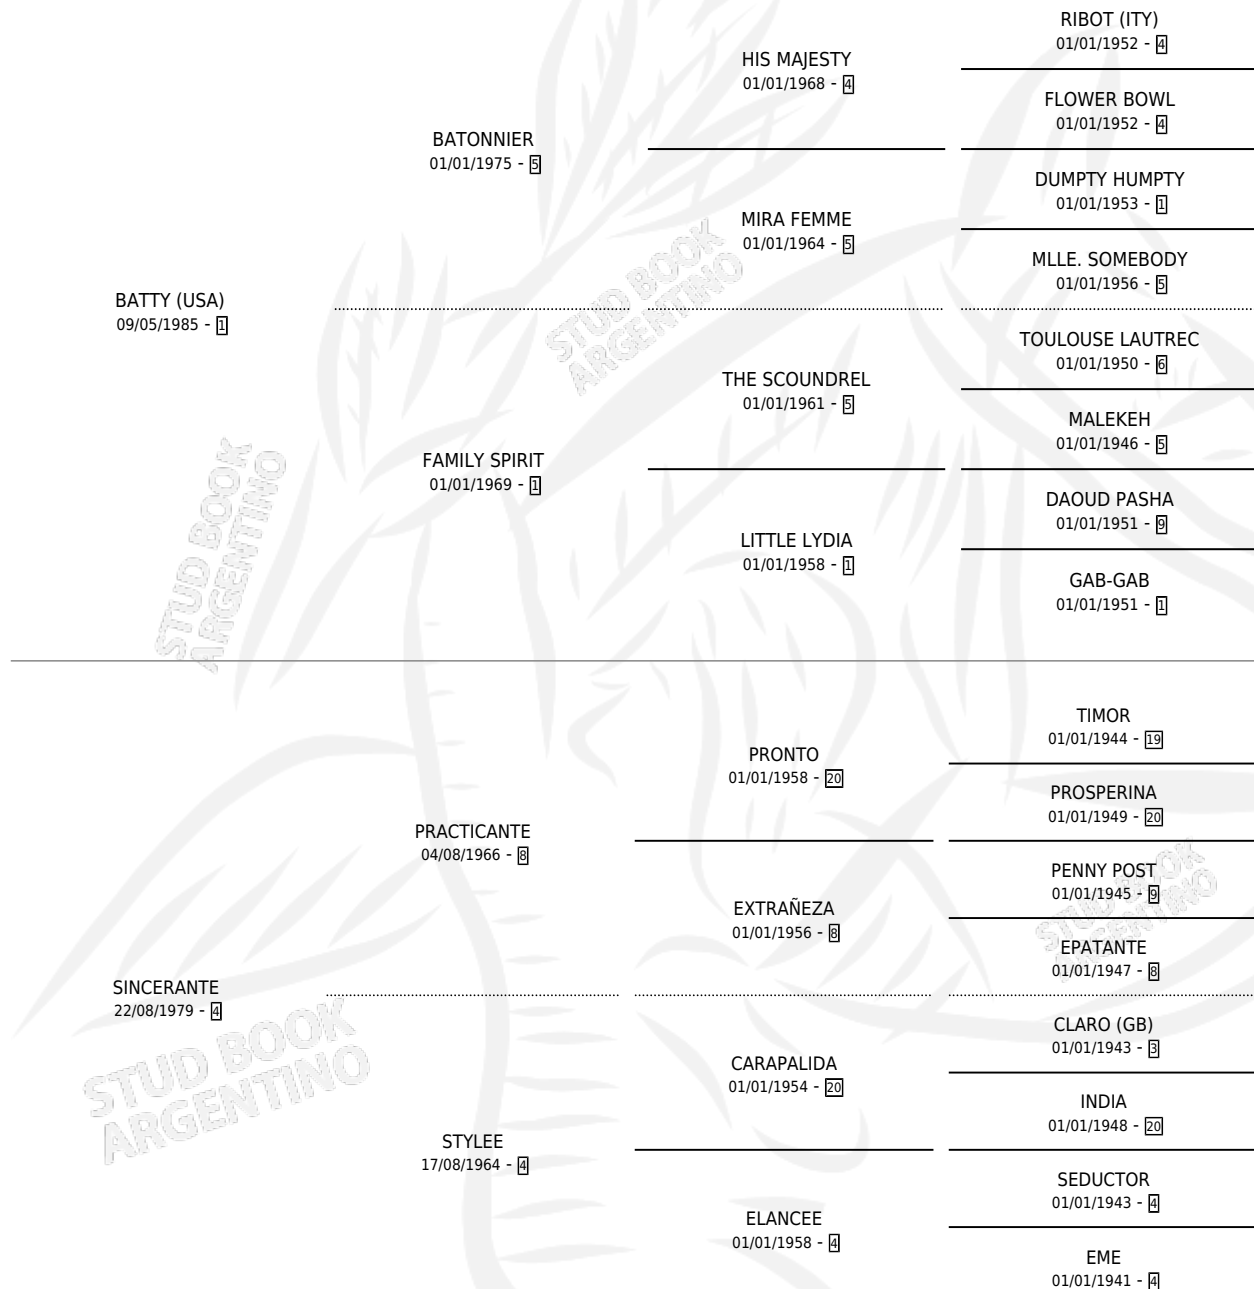 RIBOT (ITY)
01/01/1952 - 4
HIS MAJESTY
01/01/1968 - 4
FLOWER BOWL
01/01/1952 - 4
BATONNIER
01/01/1975 - 5
DUMPTY HUMPTY
01/01/1953 - 1
MIRA FEMME
01/01/1964 - 5
MLLE. SOMEBODY
01/01/1956 - 5
BATTY (USA)
09/05/1985 - 1
TOULOUSE LAUTREC
01/01/1950 - 6
THE SCOUNDREL
01/01/1961 - 5
MALEKEH
01/01/1946 - 5
FAMILY SPIRIT
01/01/1969 - 1
DAOUD PASHA
01/01/1951 - 9
LITTLE LYDIA
01/01/1958 - 1
GAB-GAB
01/01/1951 - 1
TIMOR
01/01/1944 - 19
PRONTO
01/01/1958 - 20
PROSPERINA
01/01/1949 - 20
PRACTICANTE
04/08/1966 - 8
PENNY POST
01/01/1945 - 9
EXTRAÑEZA
01/01/1956 - 8
EPATANTE
01/01/1947 - 8
SINCERANTE
22/08/1979 - 4
CLARO (GB)
01/01/1943 - 3
CARAPALIDA
01/01/1954 - 20
INDIA
01/01/1948 - 20
STYLEE
17/08/1964 - 4
SEDUCTOR
01/01/1943 - 4
ELANCEE
01/01/1958 - 4
EME
01/01/1941 - 4
STUD BOOK
ARGENTINO
STUD BOOK
ARGENTINO
STUD BOOK
ARGENTINO
STUD BOOK
ARGENTINO